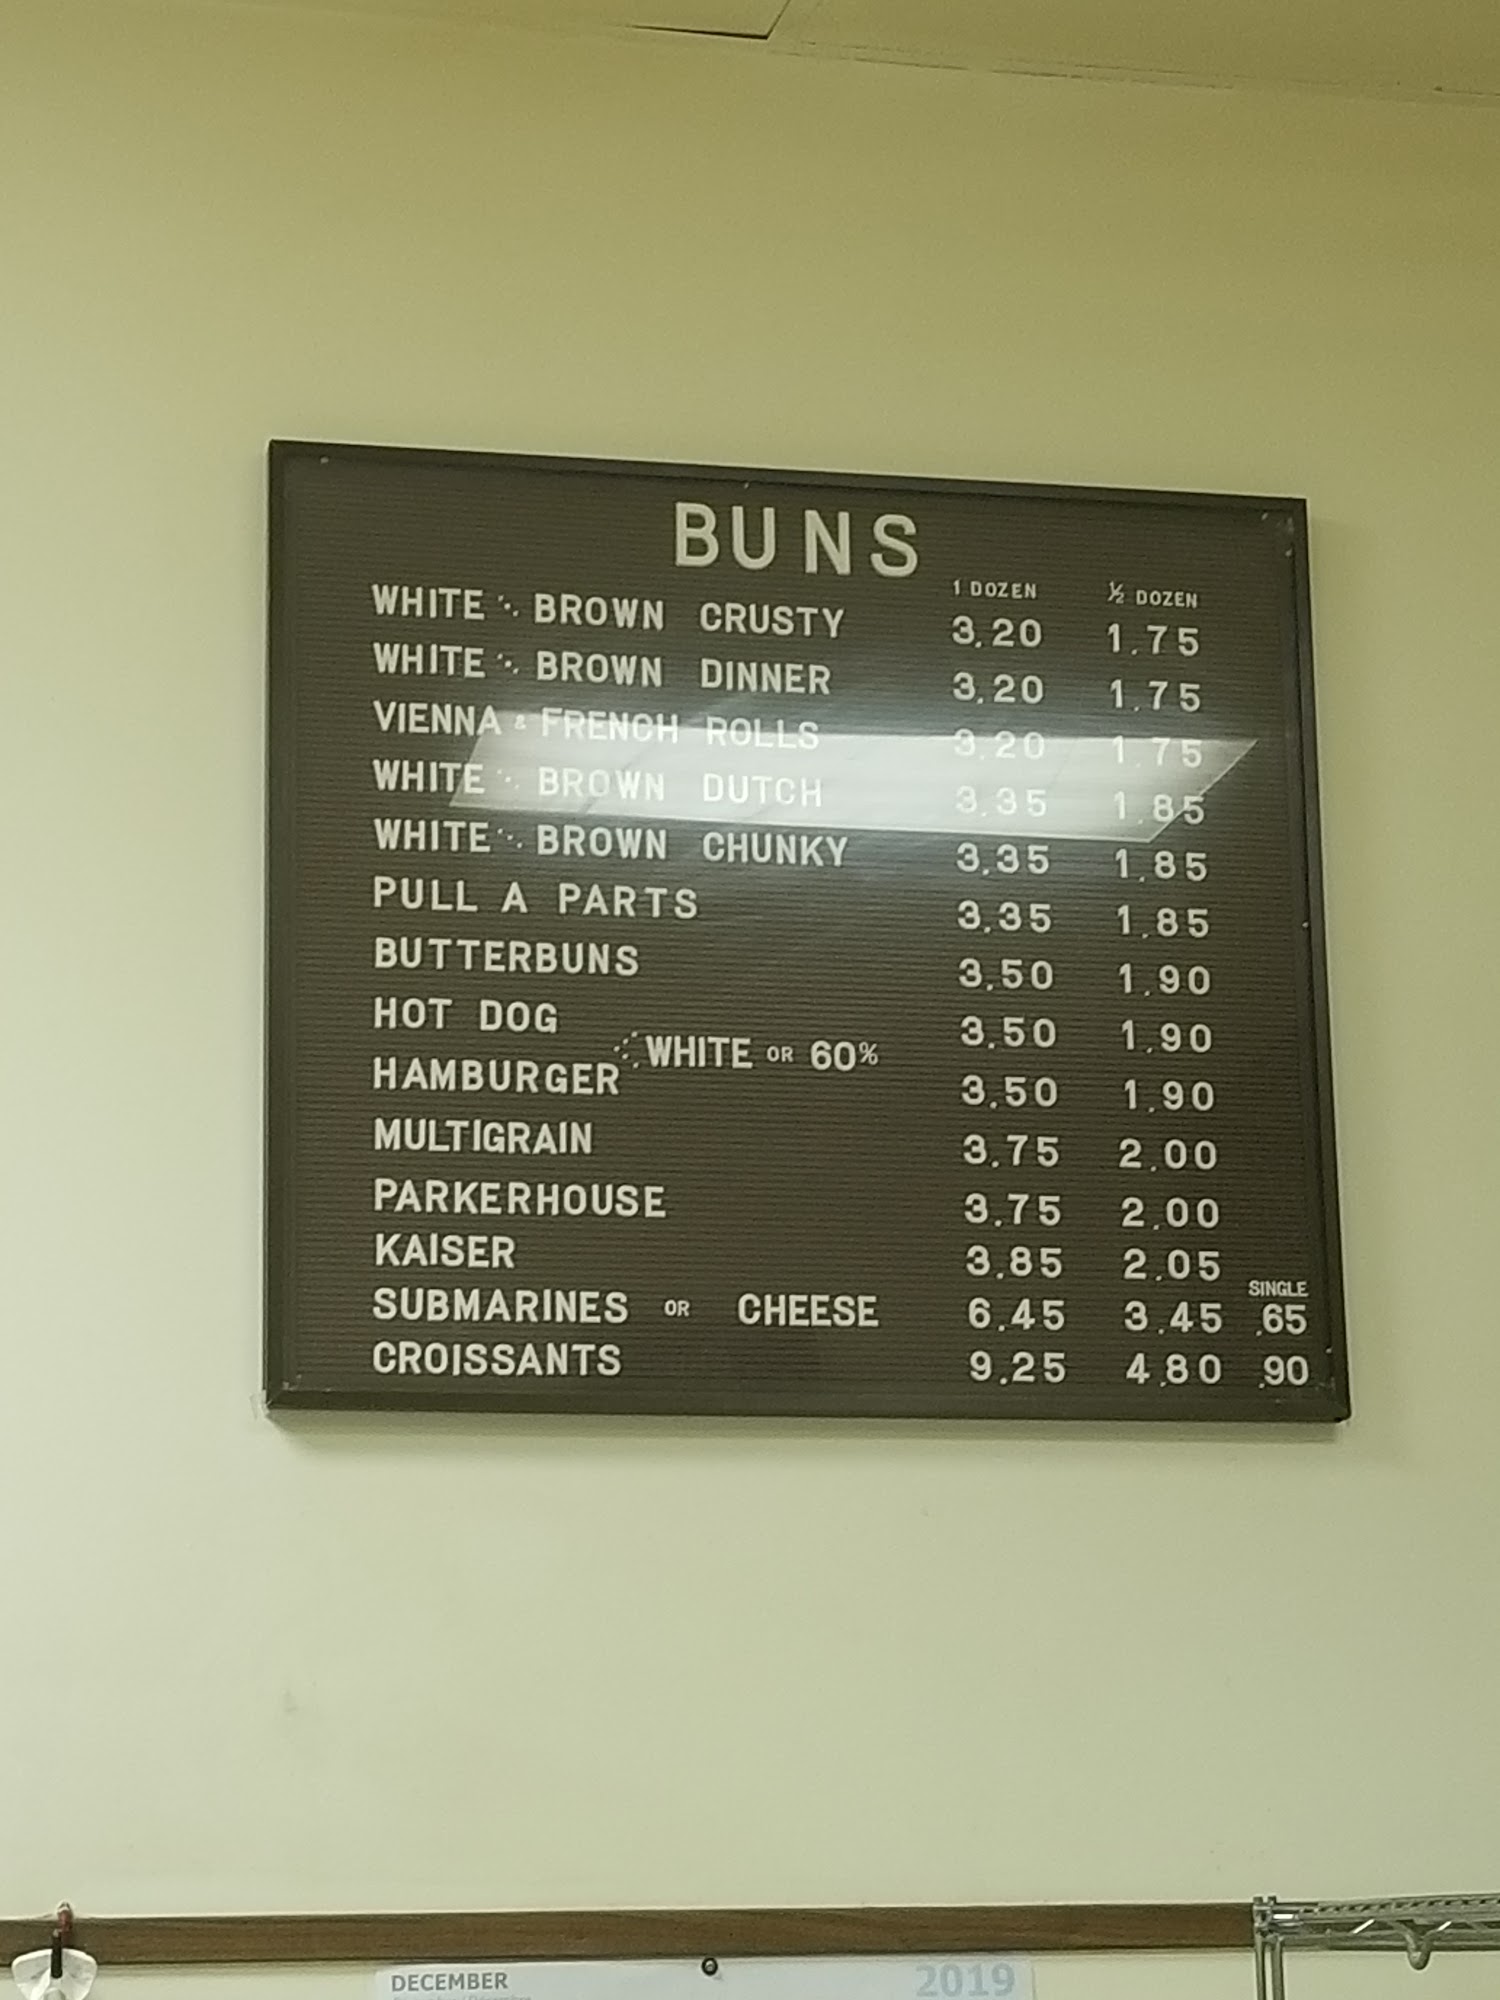 BUNS
1 DOZEN ½ DOZEN
WHITE BROWN CRUSTY 3.20 1.75
WHITE BROWN DINNER 3.20 1.75
VIENNA & FRENCH ROLLS 3.20 1.75
WHITE BROWN DUTCH 3.35 1.85
WHITE BROWN CHUNKY 3.35 1.85
PULL A PARTS 3.35 1.85
BUTTERBUNS 3.50 1.90
HOT DOG 3.50 1.90
WHITE OR 60%
HAMBURGER 3.50 1.90
MULTIGRAIN 3.75 2.00
PARKERHOUSE 3.75 2.00
KAISER 3.85 2.05
SINGLE
SUBMARINES OR CHEESE 6.45 3.45 .65
CROISSANTS 9.25 4.80 .90
DECEMBER 2019